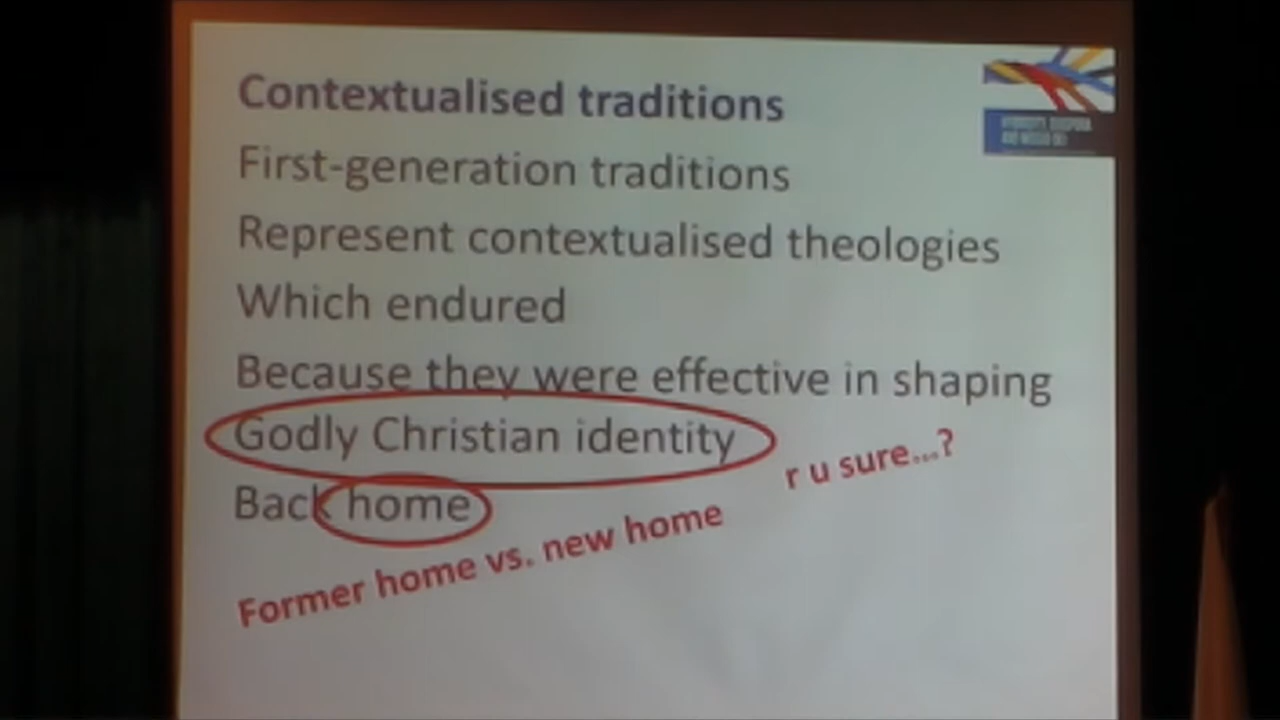 Contextualised traditions
First-generation traditions
Represent contextualised theologies
Which endured
Because they were effective in shaping
Godly Christian identity
r u sure...?
Back home
Former home vs. new home